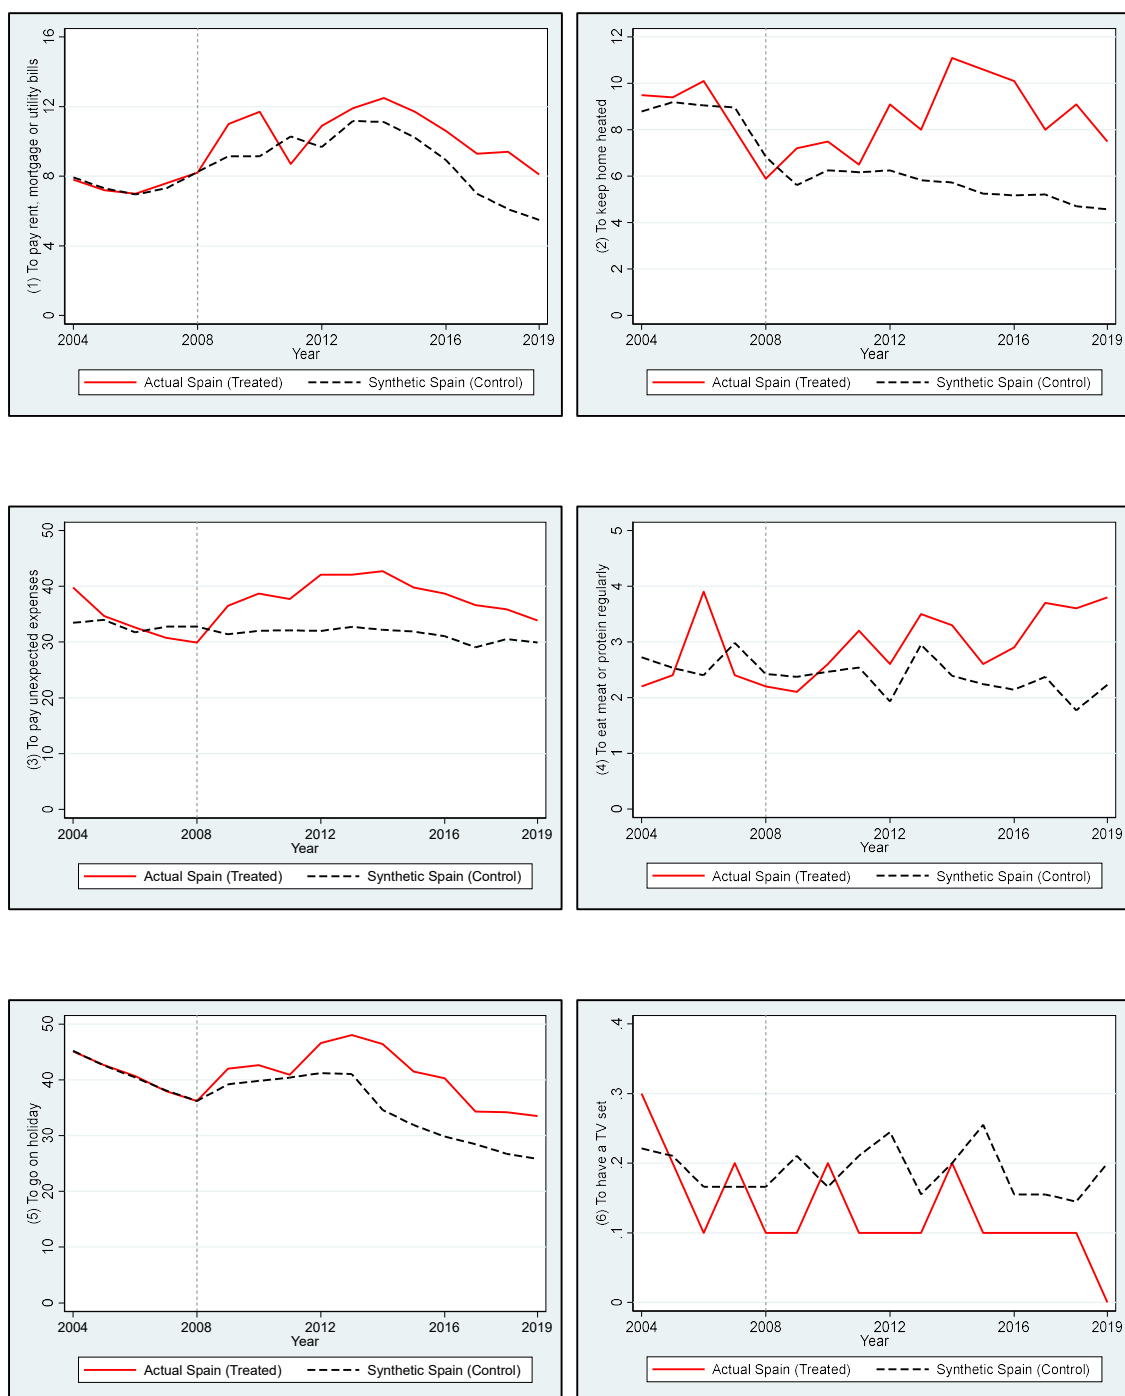 (1) To pay rent, mortgage or utility bills
16
12
8
4
0
2004 2008 2012 2016 2019
Year
Actual Spain (Treated) Synthetic Spain (Control)
(2) To keep home heated
12
10
8
6
4
2
0
2004 2008 2012 2016 2019
Year
Actual Spain (Treated) Synthetic Spain (Control)
(3) To pay unexpected expenses
50
40
30
20
10
0
2004 2008 2012 2016 2019
Year
Actual Spain (Treated) Synthetic Spain (Control)
(4) To eat meat or protein regularly
5
4
3
2
1
0
2004 2008 2012 2016 2019
Year
Actual Spain (Treated) Synthetic Spain (Control)
(5) To go on holiday
50
40
30
20
10
0
2004 2008 2012 2016 2019
Year
Actual Spain (Treated) Synthetic Spain (Control)
(6) To have a TV set
.4
.3
.2
.1
0
2004 2008 2012 2016 2019
Year
Actual Spain (Treated) Synthetic Spain (Control)